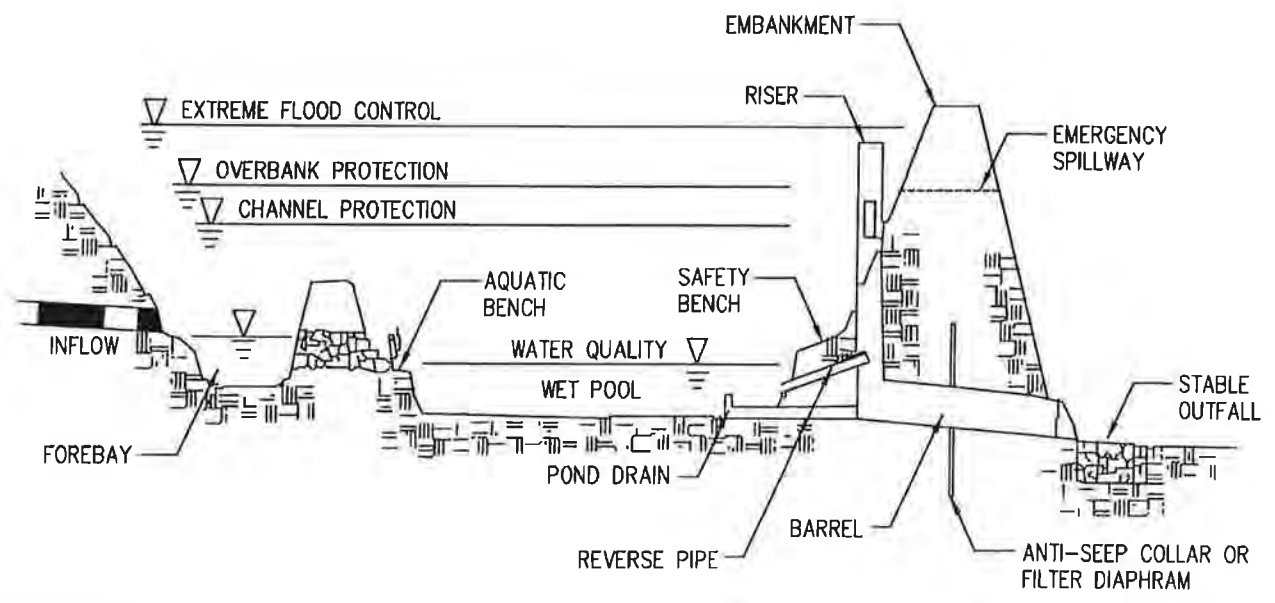 EMBANKMENT
RISER
EXTREME FLOOD CONTROL
EMERGENCY
SPILLWAY
OVERBANK PROTECTION
CHANNEL PROTECTION
AQUATIC
BENCH
SAFETY
BENCH
INFLOW
WATER QUALITY
WET POOL
STABLE
OUTFALL
FOREBAY
POND DRAIN
BARREL
REVERSE PIPE
ANTI-SEEP COLLAR OR
FILTER DIAPHRAM